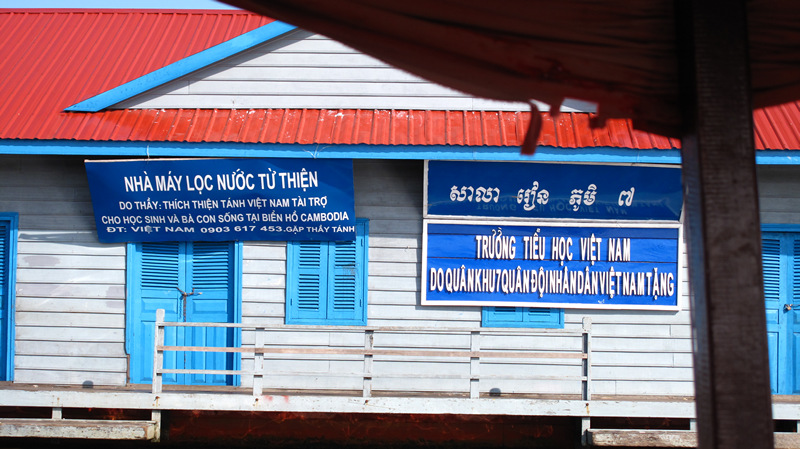 NHÀ MÁY LỌC NƯỚC TỪ THIỆN
DO THẦY: THÍCH THIỆN TÁNH VIỆT NAM TÀI TRỢ
CHO HỌC SINH VÀ BÀ CON SỐNG TẠI BIỂN HỒ CAMBODIA
ĐT: VIỆT NAM 0903 617 453.GẶP THẦY TÁNH
សាលា រៀន ភូមិ ៧
TRƯỜNG TIỂU HỌC VIỆT NAM
DO QUÂN KHU 7 QUÂN ĐỘI NHÂN DÂN VIỆT NAM TẶNG